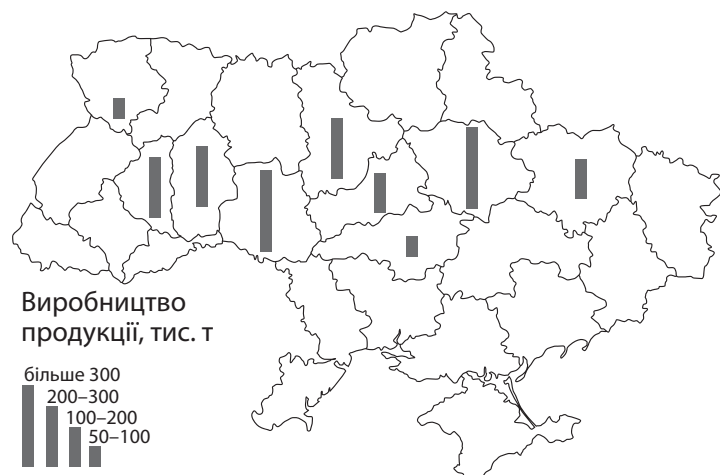 Виробництво
продукції, тис. т
більше 300
200–300
100–200
50–100